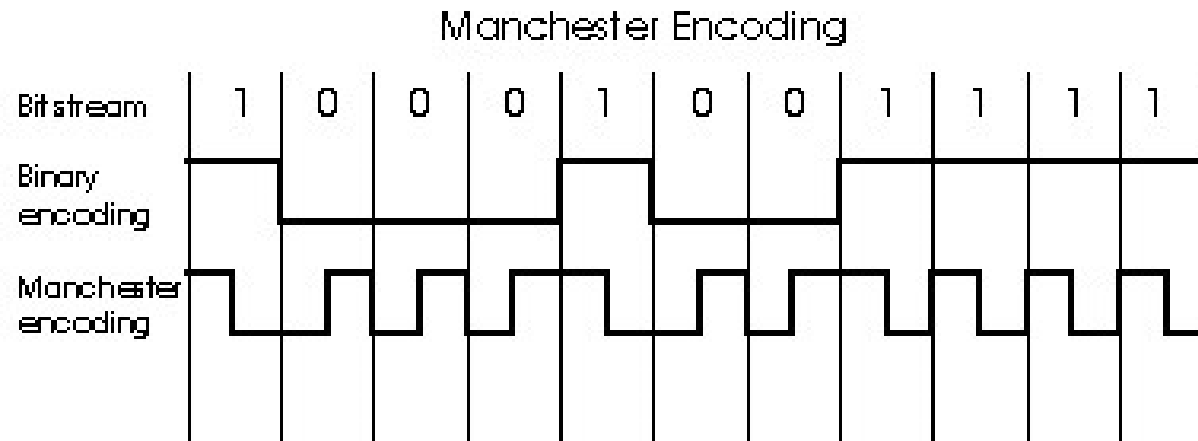 Manchester Encoding
Bitstream 1 0 0 0 1 0 0 1 1 1 1
Binary
encoding
Manchester
encoding